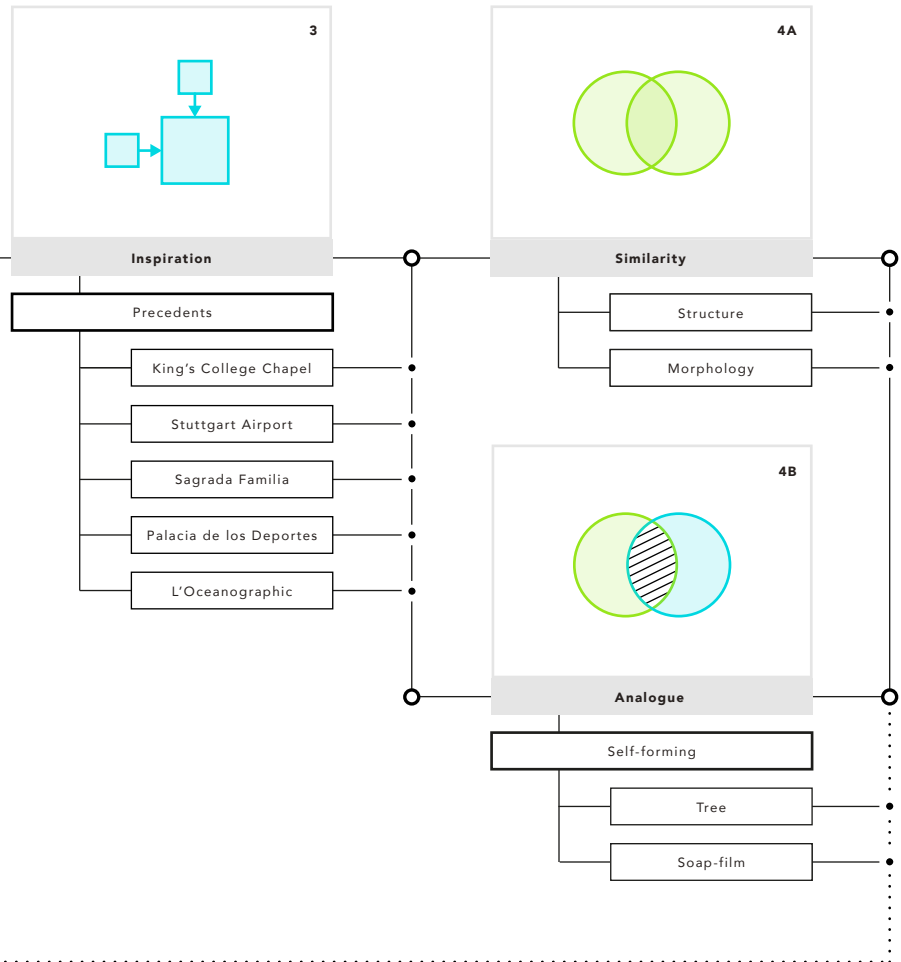 3
Inspiration
Precedents
King's College Chapel
Stuttgart Airport
Sagrada Familia
Palacia de los Deportes
L'Oceanographic
4A
Similarity
Structure
Morphology
4B
Analogue
Self-forming
Tree
Soap-film